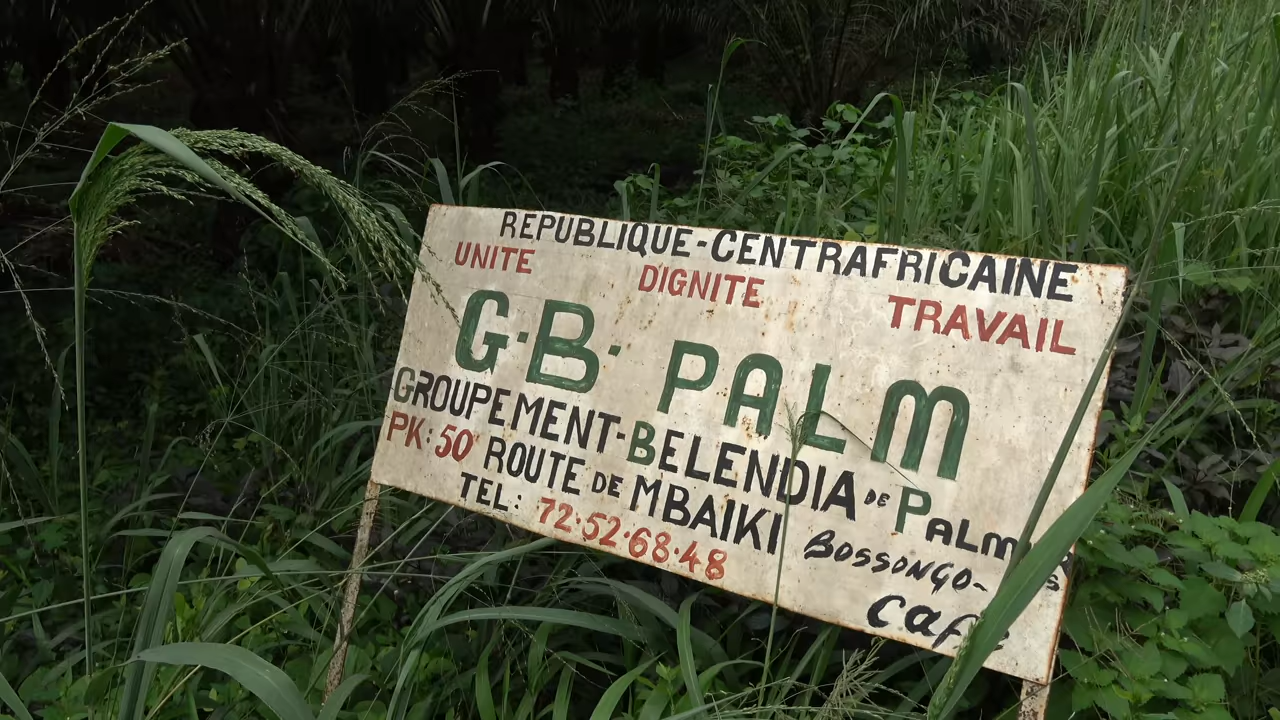 REPUBLIQUE-CENTRAFRICAINE
UNITE DIGNITE TRAVAIL
G.B. PALM
GROUPEMENT-BELENDIA DE PALM
PK:50 ROUTE DE MBAIKI BOSSONGO-
TEL: 72.52.68.48